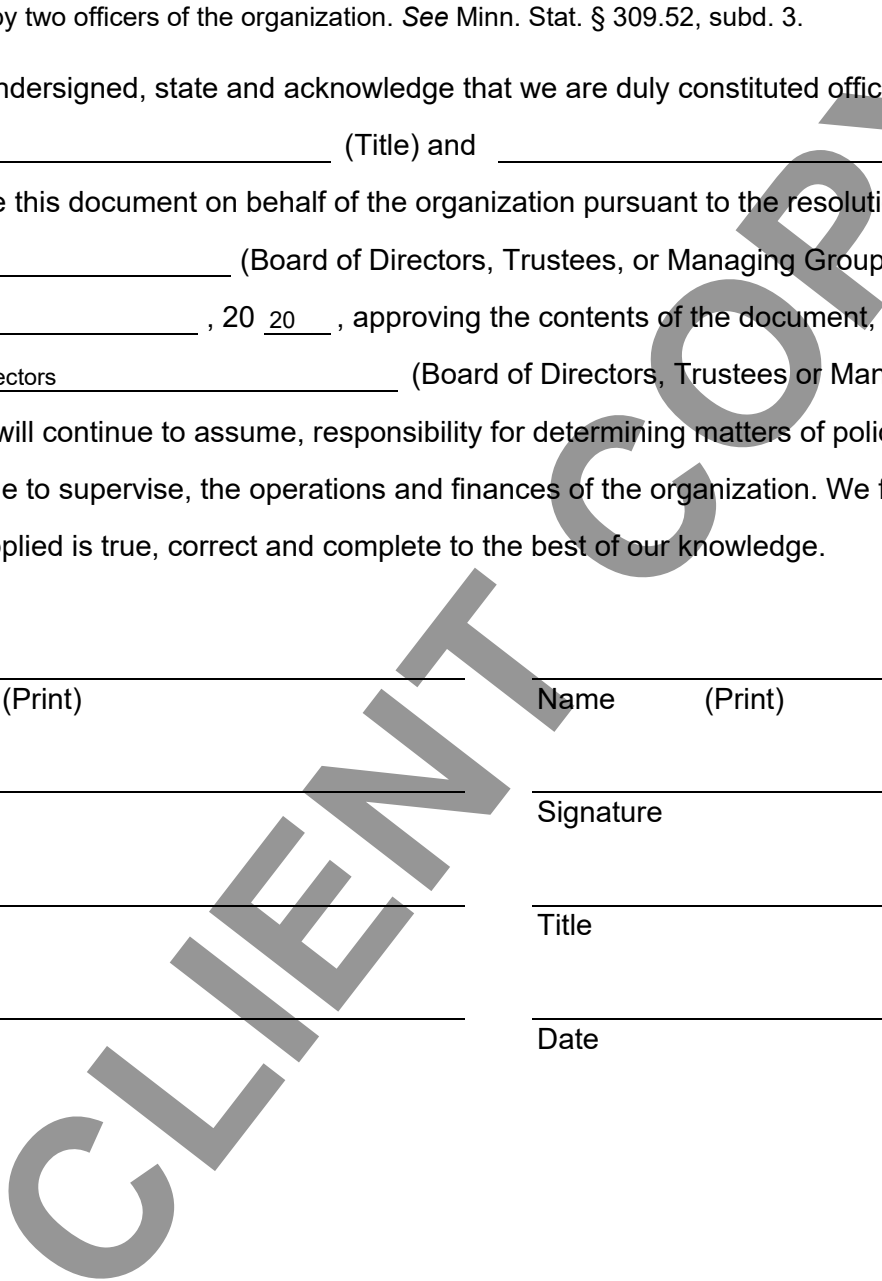 by two officers of the organization. See Minn. Stat. § 309.52, subd. 3.
ndersigned, state and acknowledge that we are duly constituted offic
(Title) and
e this document on behalf of the organization pursuant to the resoluti
(Board of Directors, Trustees, or Managing Group
, 20 20 , approving the contents of the document,
ectors (Board of Directors, Trustees or Man
will continue to assume, responsibility for determining matters of polic
e to supervise, the operations and finances of the organization. We f
pplied is true, correct and complete to the best of our knowledge.
(Print) Name (Print)
Signature
Title
Date
CLIENT COPY